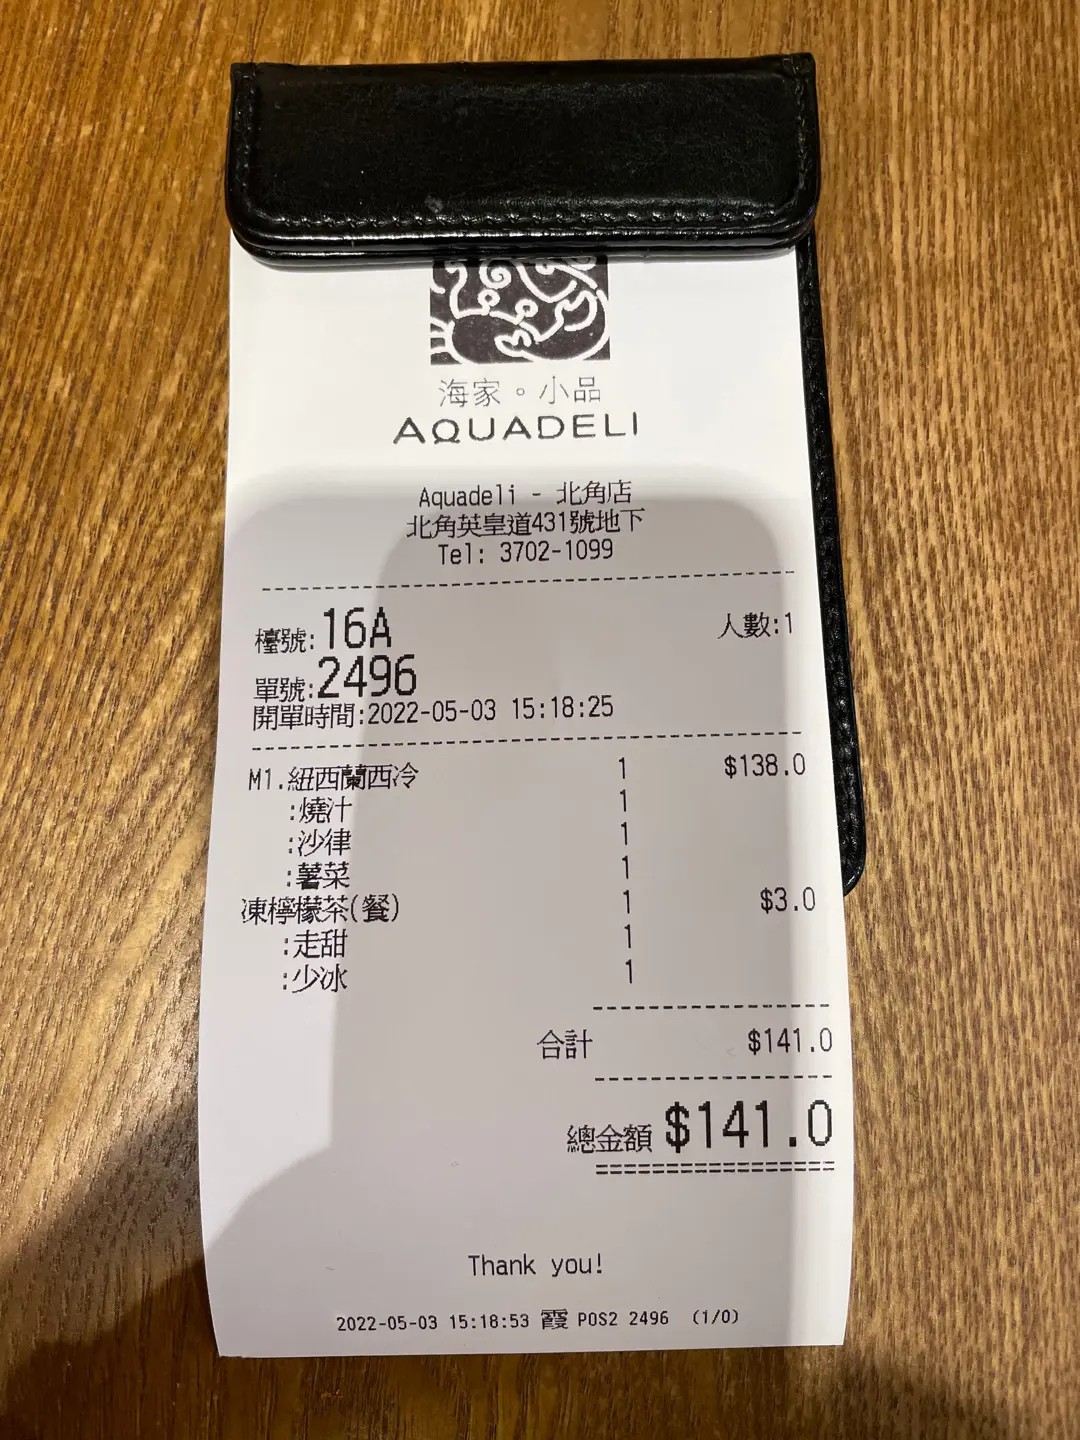 海家。小品
AQUADELI
Aquadeli - 北角店
北角英皇道431號地下
Tel: 3702-1099
檯號:16A 人數:1
單號:2496
開單時間:2022-05-03 15:18:25
M1.紐西蘭西冷 1 $138.0
:燒汁 1
:沙律 1
:薯菜 1
凍檸檬茶(餐) 1 $3.0
:走甜 1
:少冰 1
合計 $141.0
總金額 $141.0
Thank you!
2022-05-03 15:18:53 霞 POS2 2496 (1/0)